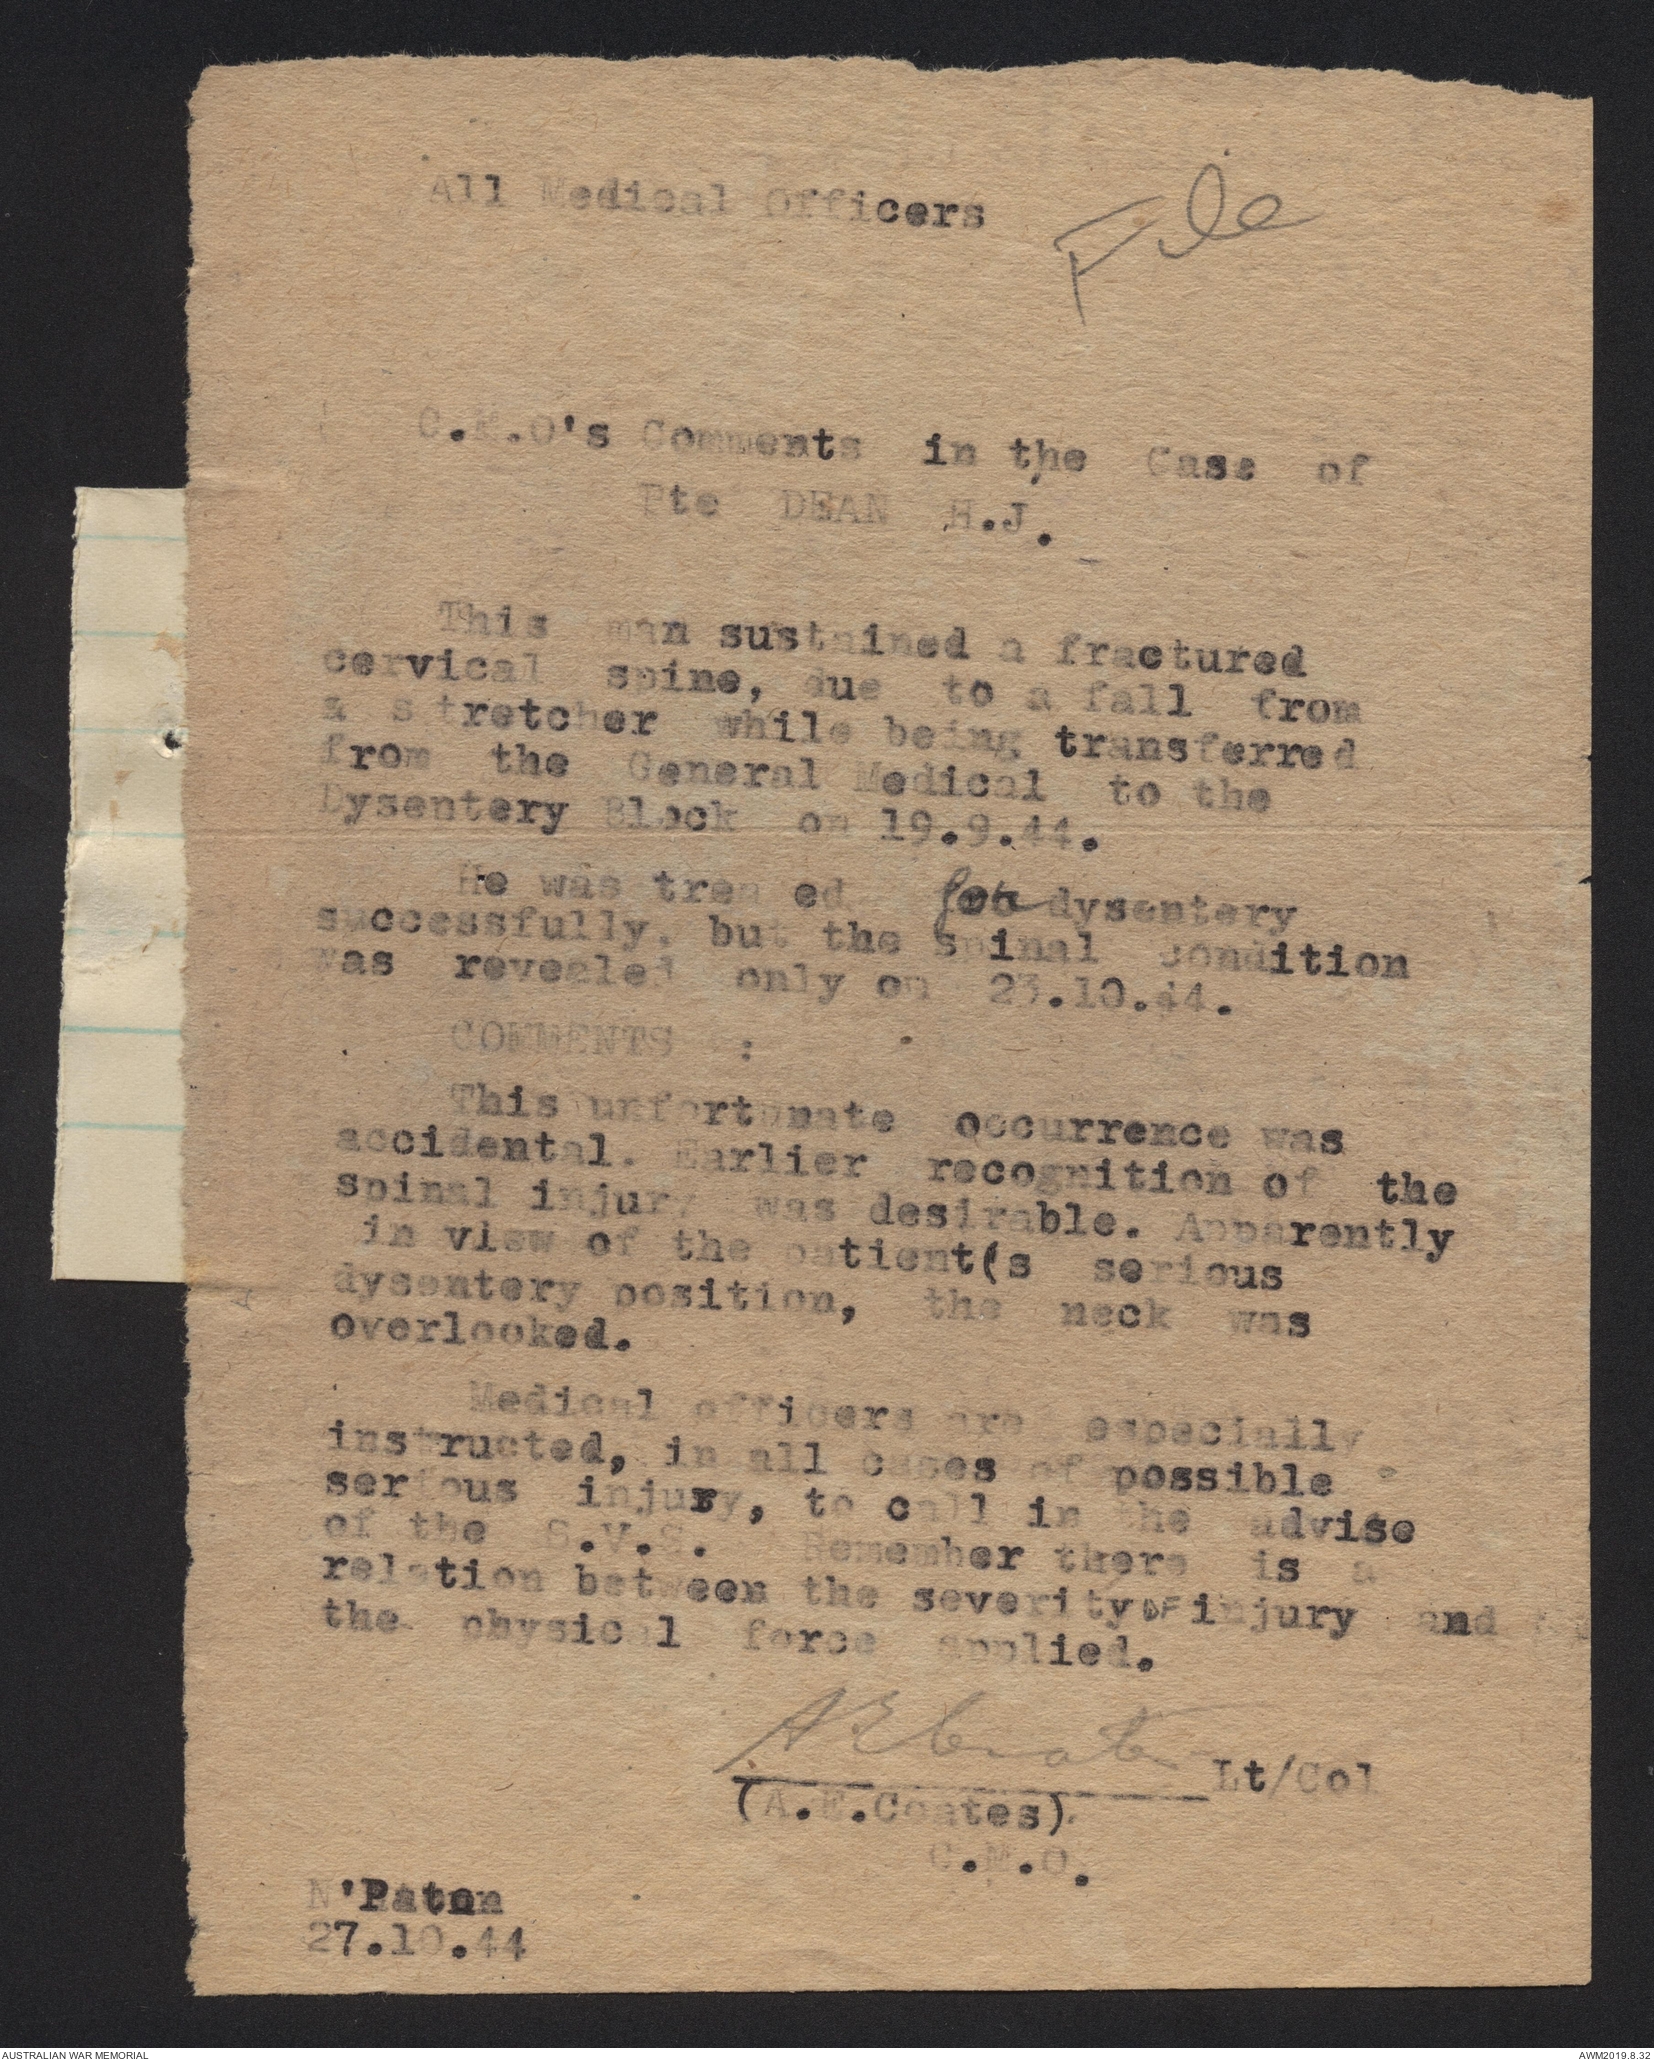 All Medical Officers
File
C.M.O's Comments in the Case of
Pte DEAN H.J.
This man sustained a fractured
cervical spine, due to a fall from
a stretcher while being transferred
from the General Medical to the
Dysentery Block on 19.9.44.
He was trea ed for dysentery
successfully, but the spinal condition
was revealed only on 23.10.44.
COMMENTS :
This unfortunate occurrence was
accidental. Earlier recognition of the
spinal injury was desirable. Apparently
in view of the patient(s serious
dysentery position, the neck was
overlooked.
Medical officers are especially
instructed, in all cases of possible
serious injury, to call in the advise
of the S.V.S. Remember there is a
relation between the severity OF injury and
the physical force applied.
A E Coates Lt/Col
(A.E.Coates).
C.M.O.
N'Paton
27.10.44
AUSTRALIAN WAR MEMORIAL
AWM2019.8.32